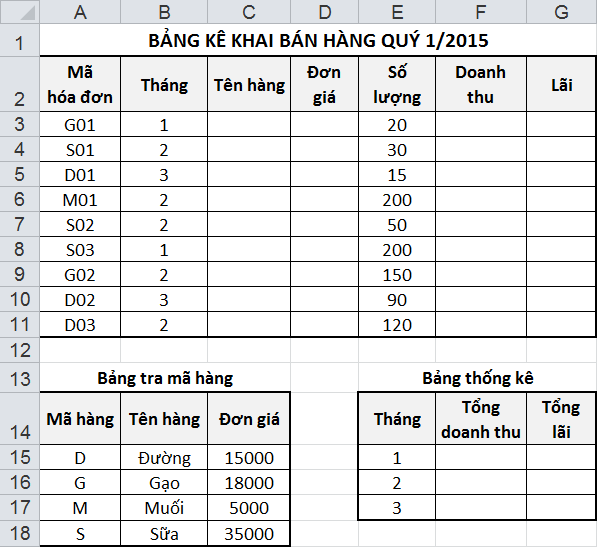 A B C D E F G
1 BẢNG KÊ KHAI BÁN HÀNG QUÝ 1/2015
2 Mã hóa đơn Tháng Tên hàng Đơn giá Số lượng Doanh thu Lãi
3 G01 1 20
4 S01 2 30
5 D01 3 15
6 M01 2 200
7 S02 2 50
8 S03 1 200
9 G02 2 150
10 D02 3 90
11 D03 2 120
12
13 Bảng tra mã hàng Bảng thống kê
14 Mã hàng Tên hàng Đơn giá Tháng Tổng doanh thu Tổng lãi
15 D Đường 15000 1
16 G Gạo 18000 2
17 M Muối 5000 3
18 S Sữa 35000